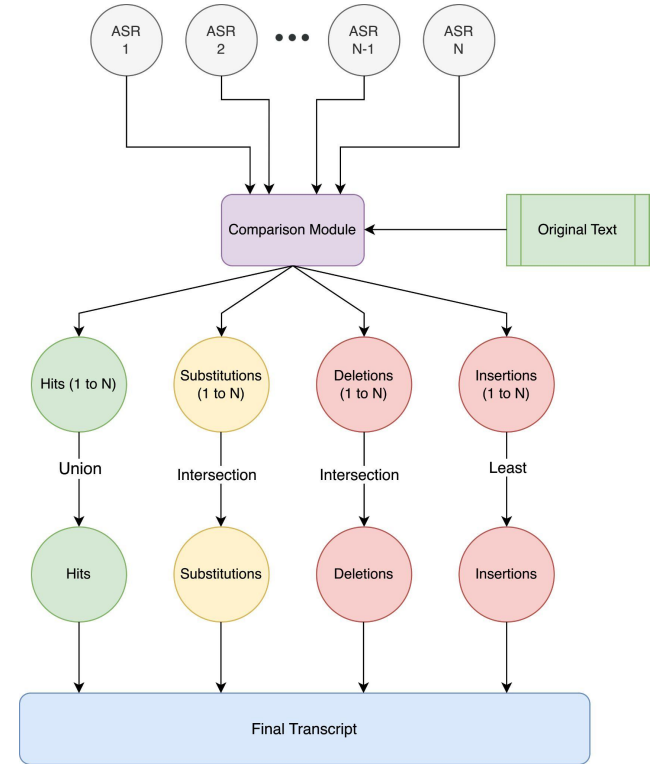 ASR
1
ASR
2
ASR
N-1
ASR
N
Comparison Module
Original Text
Hits (1 to N)
Substitutions
(1 to N)
Deletions
(1 to N)
Insertions
(1 to N)
Union
Intersection
Intersection
Least
Hits
Substitutions
Deletions
Insertions
Final Transcript